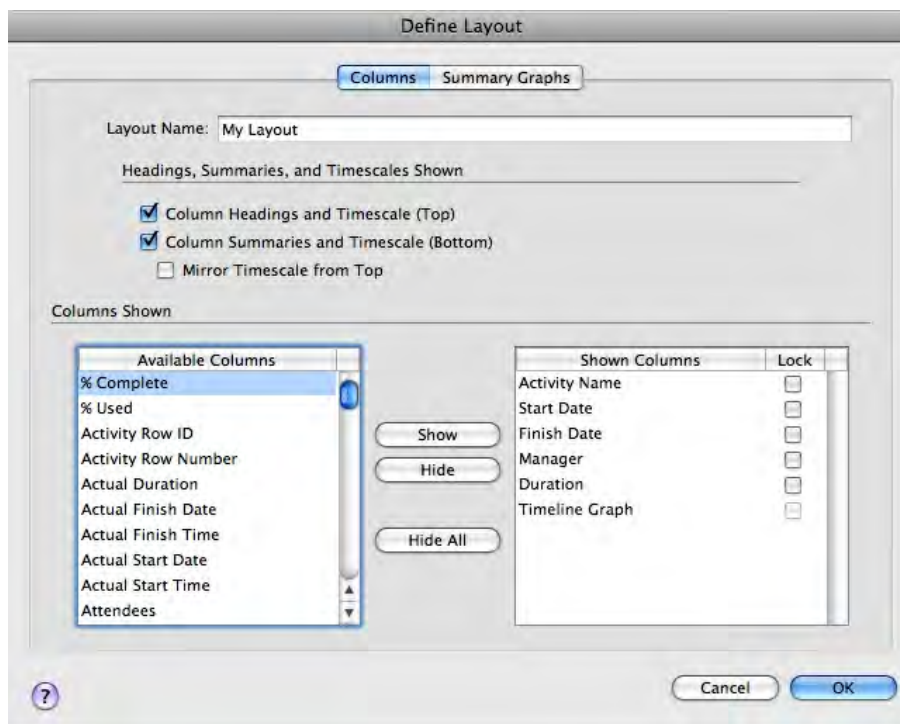 Define Layout
Columns
Summary Graphs
Layout Name: My Layout
Headings, Summaries, and Timescales Shown
Column Headings and Timescale (Top)
Column Summaries and Timescale (Bottom)
Mirror Timescale from Top
Columns Shown
Available Columns
% Complete
% Used
Activity Row ID
Activity Row Number
Actual Duration
Actual Finish Date
Actual Finish Time
Actual Start Date
Actual Start Time
Attendees
Show
Hide
Hide All
Shown Columns Lock
Activity Name
Start Date
Finish Date
Manager
Duration
Timeline Graph
?
Cancel
OK